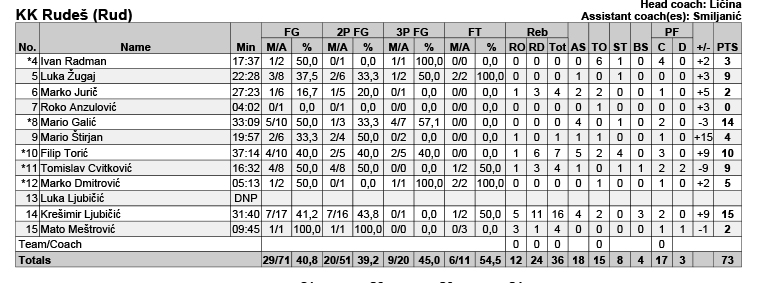 Head coach: Ličina
KK Rudeš (Rud)
Assistant coach(es): Smiljanić
FG 2P FG 3P FG FT Reb PF
No. Name Min M/A % M/A % M/A % M/A % RO RD Tot AS TO ST BS C D +/- PTS
*4 Ivan Radman 17:37 1/2 50,0 0/1 0,0 1/1 100,0 0/0 0,0 0 0 0 0 6 1 0 4 0 +2 3
5 Luka Žugaj 22:28 3/8 37,5 2/6 33,3 1/2 50,0 2/2 100,0 0 0 0 1 0 1 0 0 0 +3 9
6 Marko Jurič 27:23 1/6 16,7 1/5 20,0 0/1 0,0 0/0 0,0 1 3 4 2 2 0 0 1 0 +5 2
7 Roko Anzulović 04:02 0/1 0,0 0/1 0,0 0/0 0,0 0/0 0,0 0 0 0 0 1 0 0 0 0 +3 0
*8 Mario Galić 33:09 5/10 50,0 1/3 33,3 4/7 57,1 0/0 0,0 0 0 0 4 0 1 0 2 0 -3 14
9 Mario Štirjan 19:57 2/6 33,3 2/4 50,0 0/2 0,0 0/0 0,0 1 0 1 1 1 1 0 1 0 +15 4
*10 Filip Torić 37:14 4/10 40,0 2/5 40,0 2/5 40,0 0/0 0,0 1 6 7 5 2 4 0 3 0 +9 10
*11 Tomislav Cvitković 16:32 4/8 50,0 4/8 50,0 0/0 0,0 1/2 50,0 1 3 4 1 0 0 1 2 2 -9 9
*12 Marko Dmitrović 05:13 1/2 50,0 0/1 0,0 1/1 100,0 2/2 100,0 0 0 0 0 1 0 0 1 0 +2 5
13 Luka Ljubičić DNP
14 Krešimir Ljubičić 31:40 7/17 41,2 7/16 43,8 0/1 0,0 1/2 50,0 5 11 16 4 2 0 3 2 0 +9 15
15 Mato Meštrović 09:45 1/1 100,0 1/1 100,0 0/0 0,0 0/3 0,0 3 1 4 0 0 0 0 1 1 -1 2
Team/Coach 0 0 0 0 0
Totals 29/71 40,8 20/51 39,2 9/20 45,0 6/11 54,5 12 24 36 18 15 8 4 17 3 73